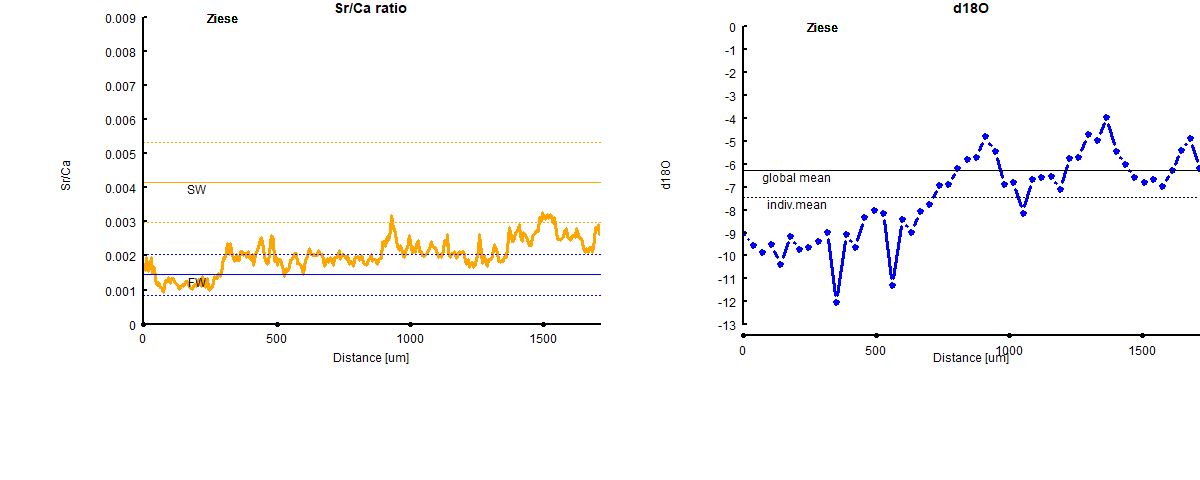 Sr/Ca ratio
Ziese
0.009
0.008
0.007
0.006
0.005
0.004
0.003
0.002
0.001
0
Sr/Ca
SW
FW
0
500
1000
1500
Distance [um]
d18O
Ziese
0
-1
-2
-3
-4
-5
-6
-7
-8
-9
-10
-11
-12
-13
d18O
global mean
indiv.mean
0
500
1000
1500
Distance [um]